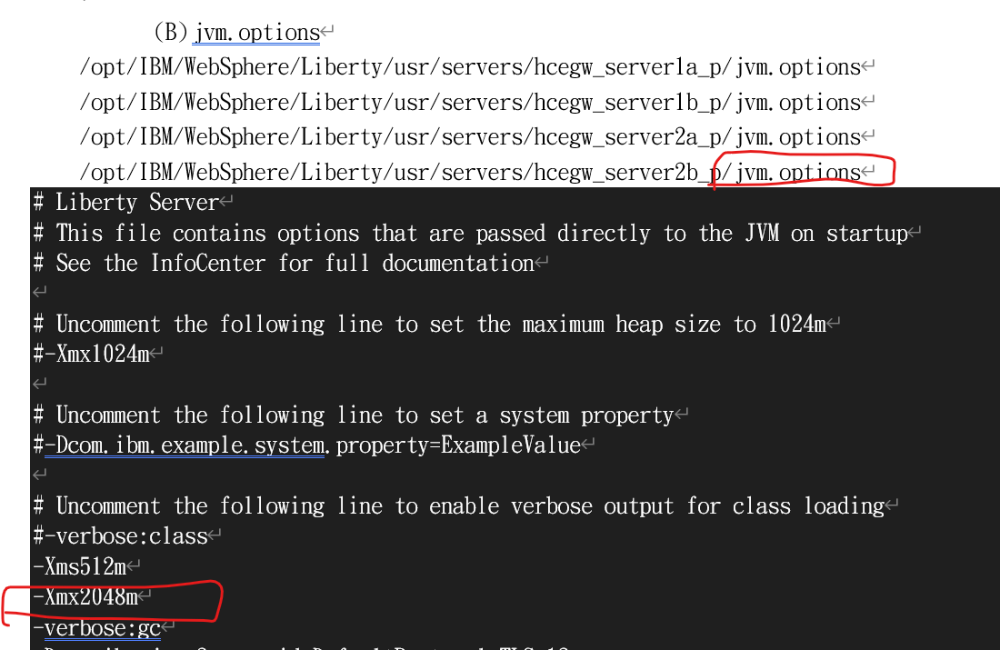 (B) jvm.options
/opt/IBM/WebSphere/Liberty/usr/servers/hcegw_server1a_p/jvm.options
/opt/IBM/WebSphere/Liberty/usr/servers/hcegw_server1b_p/jvm.options
/opt/IBM/WebSphere/Liberty/usr/servers/hcegw_server2a_p/jvm.options
/opt/IBM/WebSphere/Liberty/usr/servers/hcegw_server2b_p/jvm.options
# Liberty Server
# This file contains options that are passed directly to the JVM on startup
# See the InfoCenter for full documentation
# Uncomment the following line to set the maximum heap size to 1024m
#-Xmx1024m
# Uncomment the following line to set a system property
#-Dcom.ibm.example.system.property=ExampleValue
# Uncomment the following line to enable verbose output for class loading
#-verbose:class
-Xms512m
-Xmx2048m
-verbose:gc